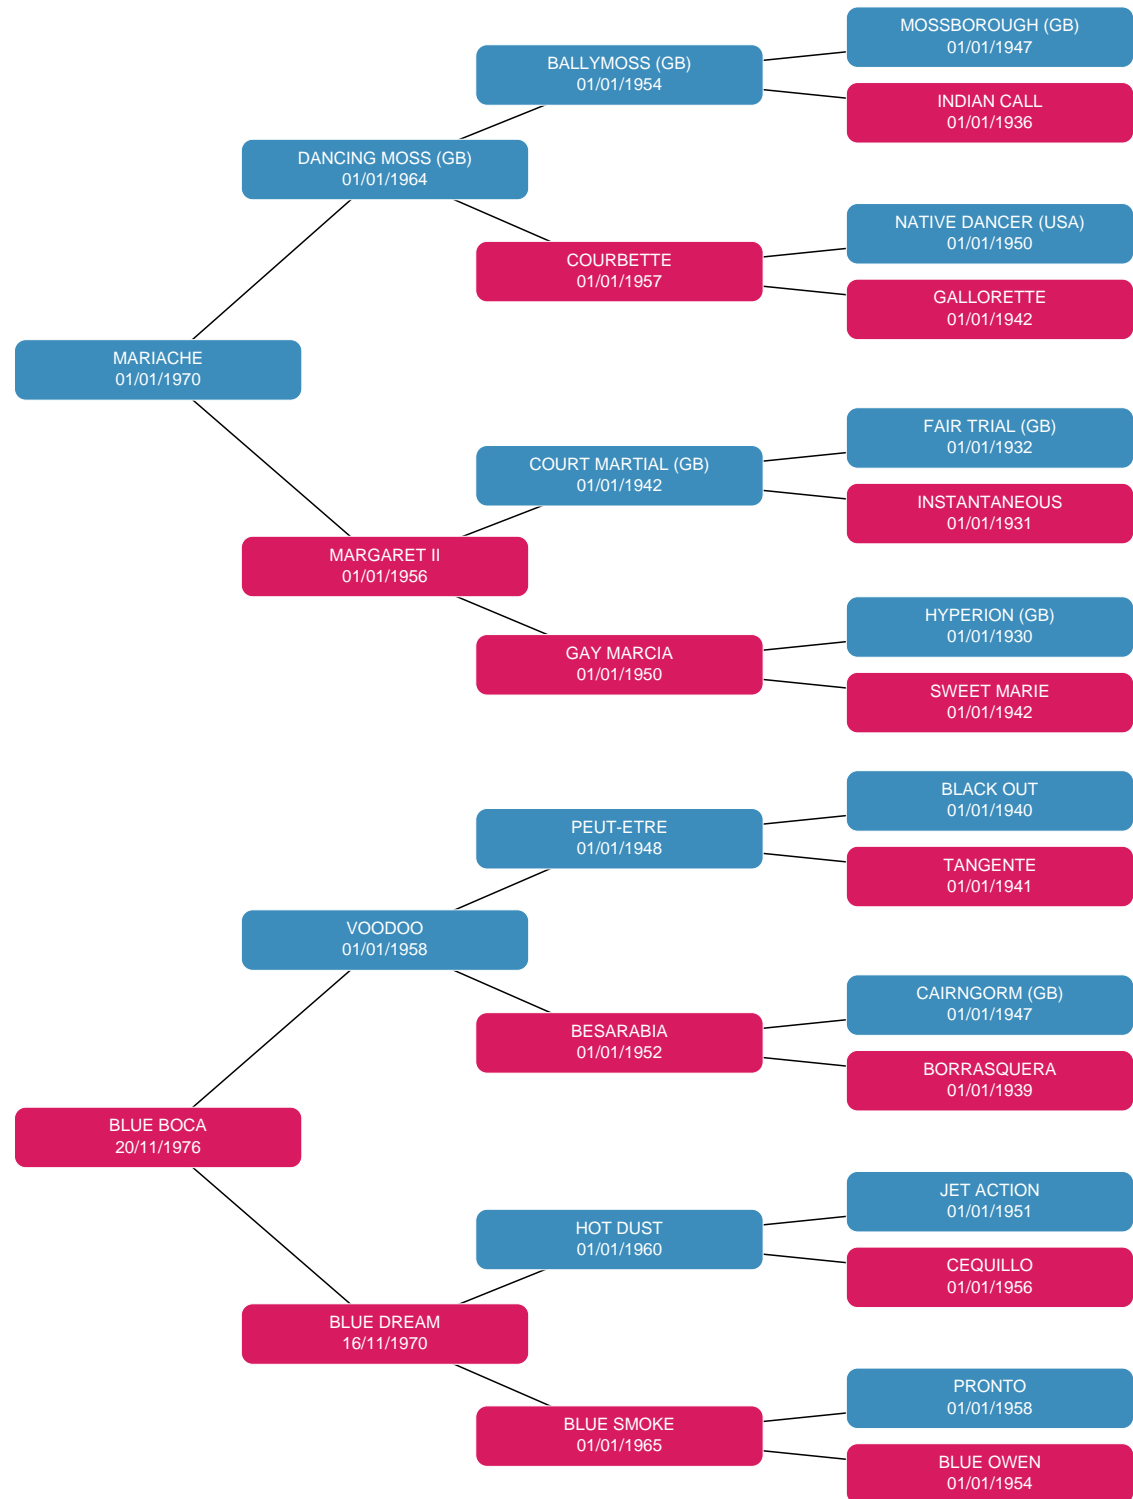 MOSSBOROUGH (GB)
01/01/1947
BALLYMOSS (GB)
01/01/1954
INDIAN CALL
01/01/1936
DANCING MOSS (GB)
01/01/1964
NATIVE DANCER (USA)
01/01/1950
COURBETTE
01/01/1957
GALLORETTE
01/01/1942
MARIACHE
01/01/1970
FAIR TRIAL (GB)
01/01/1932
COURT MARTIAL (GB)
01/01/1942
INSTANTANEOUS
01/01/1931
MARGARET II
01/01/1956
HYPERION (GB)
01/01/1930
GAY MARCIA
01/01/1950
SWEET MARIE
01/01/1942
BLACK OUT
01/01/1940
PEUT-ETRE
01/01/1948
TANGENTE
01/01/1941
VOODOO
01/01/1958
CAIRNGORM (GB)
01/01/1947
BESARABIA
01/01/1952
BORRASQUERA
01/01/1939
BLUE BOCA
20/11/1976
JET ACTION
01/01/1951
HOT DUST
01/01/1960
CEQUILLO
01/01/1956
BLUE DREAM
16/11/1970
PRONTO
01/01/1958
BLUE SMOKE
01/01/1965
BLUE OWEN
01/01/1954